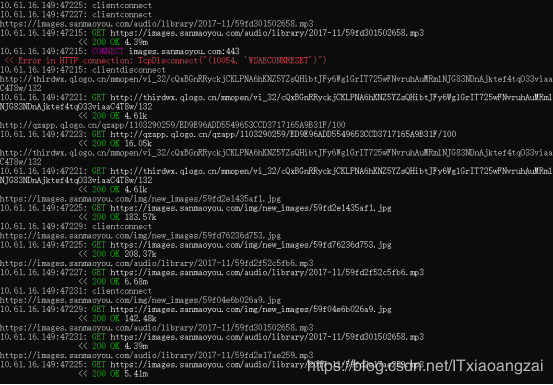 10.61.16.149:47225: clientconnect
10.61.16.149:47227: clientconnect
https://images.sanmaoyou.com/audio/library/2017-11/59fd301502658.mp3
10.61.16.149:47217: GET https://images.sanmaoyou.com/audio/library/2017-11/59fd301502658.mp3
<< 200 OK 4.39m
10.61.16.149:47215: CONNECT images.sanmaoyou.com:443
<< Error in HTTP connection: TcpDisconnect("(10054, 'WSAECONNRESET')")
10.61.16.149:47215: clientdisconnect
http://thirdwx.qlogo.cn/mmopen/vi_32/
C4T8w/132
10.61.16.149:47221: GET http://thirdwx.qlogo.cn/mmopen/vi_32/
/132
<< 200 OK 4.61k
http://qzapp.qlogo.cn/qzapp/1103290259/ED9E96ADD5549653CCD3717165A9B31F/100
10.61.16.149:47223: GET http://qzapp.qlogo.cn/qzapp/1103290259/ED9E96ADD5549653CCD3717165A9B31F/100
<< 200 OK 16.05k
http://thirdwx.qlogo.cn/mmopen/vi_32/
C4T8w/132
10.61.16.149:47221: GET http://thirdwx.qlogo.cn/mmopen/vi_32/
/132
<< 200 OK 4.61k
https://images.sanmaoyou.com/img/new_images/59fd2e1435af1.jpg
10.61.16.149:47225: GET https://images.sanmaoyou.com/img/new_images/59fd2e1435af1.jpg
<< 200 OK 183.57k
10.61.16.149:47229: clientconnect
https://images.sanmaoyou.com/img/new_images/59fd76236d753.jpg
10.61.16.149:47225: GET https://images.sanmaoyou.com/img/new_images/59fd76236d753.jpg
<< 200 OK 208.37k
https://images.sanmaoyou.com/audio/library/2017-11/59fd2f52c5fb6.mp3
10.61.16.149:47227: GET https://images.sanmaoyou.com/audio/library/2017-11/59fd2f52c5fb6.mp3
<< 200 OK 6.68m
10.61.16.149:47231: clientconnect
https://images.sanmaoyou.com/img/new_images/59f04e6b026a9.jpg
10.61.16.149:47229: GET https://images.sanmaoyou.com/img/new_images/59f04e6b026a9.jpg
<< 200 OK 142.48k
https://images.sanmaoyou.com/audio/library/2017-11/59fd301502658.mp3
10.61.16.149:47231: GET https://images.sanmaoyou.com/audio/library/2017-11/59fd301502658.mp3
<< 200 OK 4.39m
https://images.sanmaoyou.com/audio/library/2017-11/59fd2e17ae259.mp3
10.61.16.149:47225: GET https://images.sanmaoyou.com/audio/library/2017-11/59fd2e17ae259.mp3
<< 200 OK 5.41m
https://blog.csdn.net/ITxiaoangzai